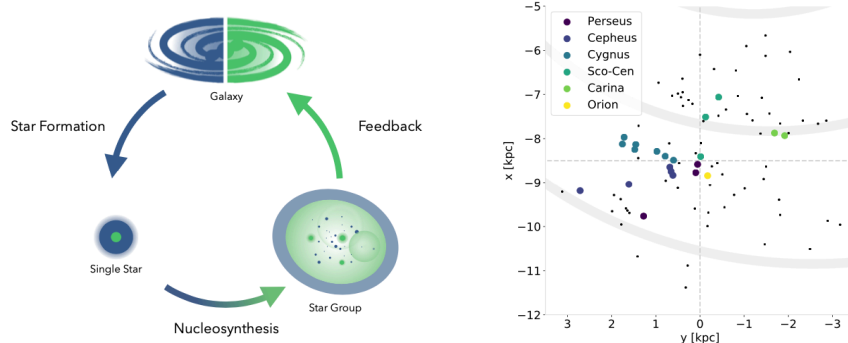 Galaxy
Star Formation
Feedback
Single Star
Star Group
Nucleosynthesis
Perseus
Cepheus
Cygnus
Sco-Cen
Carina
Orion
x [kpc]
−5
−6
−7
−8
−9
−10
−11
−12
3 2 1 0 −1 −2 −3
y [kpc]